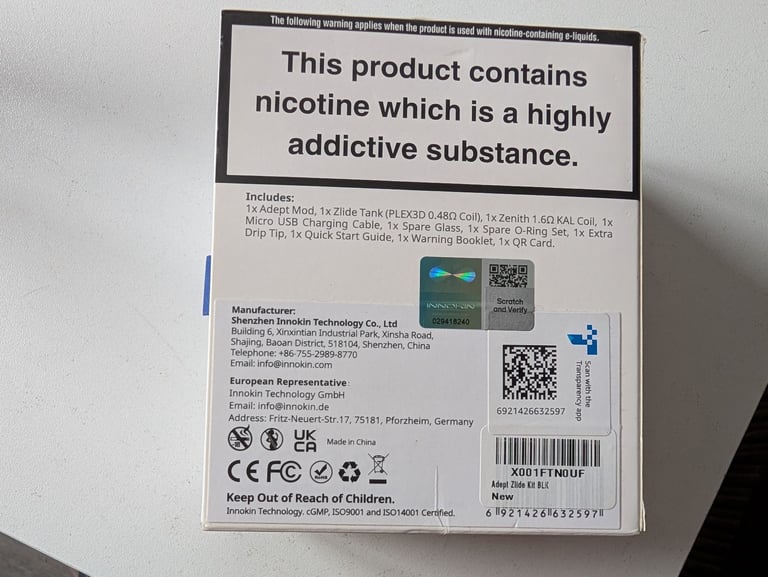 The following warning applies when the product is used with nicotine-containing e-liquids.
This product contains
nicotine which is a highly
addictive substance.
Includes:
1x Adept Mod, 1x Zlide Tank (PLEX3D 0.48Ω Coil), 1x Zenith 1.6Ω KAL Coil, 1x
Micro USB Charging Cable, 1x Spare Glass, 1x Spare O-Ring Set, 1x Extra
Drip Tip, 1x Quick Start Guide, 1x Warning Booklet, 1x QR Card.
INNOKIN
029418240
Scratch
and Verify
Manufacturer:
Shenzhen Innokin Technology Co., Ltd
Building 6, Xinxintian Industrial Park, Xinsha Road,
Shajing, Baoan District, 518104, Shenzhen, China
Telephone: +86-755-2989-8770
Email: info@innokin.com
European Representative:
Innokin Technology GmbH
Email: info@innokin.de
Address: Fritz-Neuert-Str.17, 75181, Pforzheim, Germany
UK
CA
Made in China
CE FC
Keep Out of Reach of Children.
Innokin Technology. cGMP, ISO9001 and ISO14001 Certified.
Scan with the
Transparency app
6921426632597
X001FTN0UF
Adept Zlide Kit BLK
New
6 921426 632597